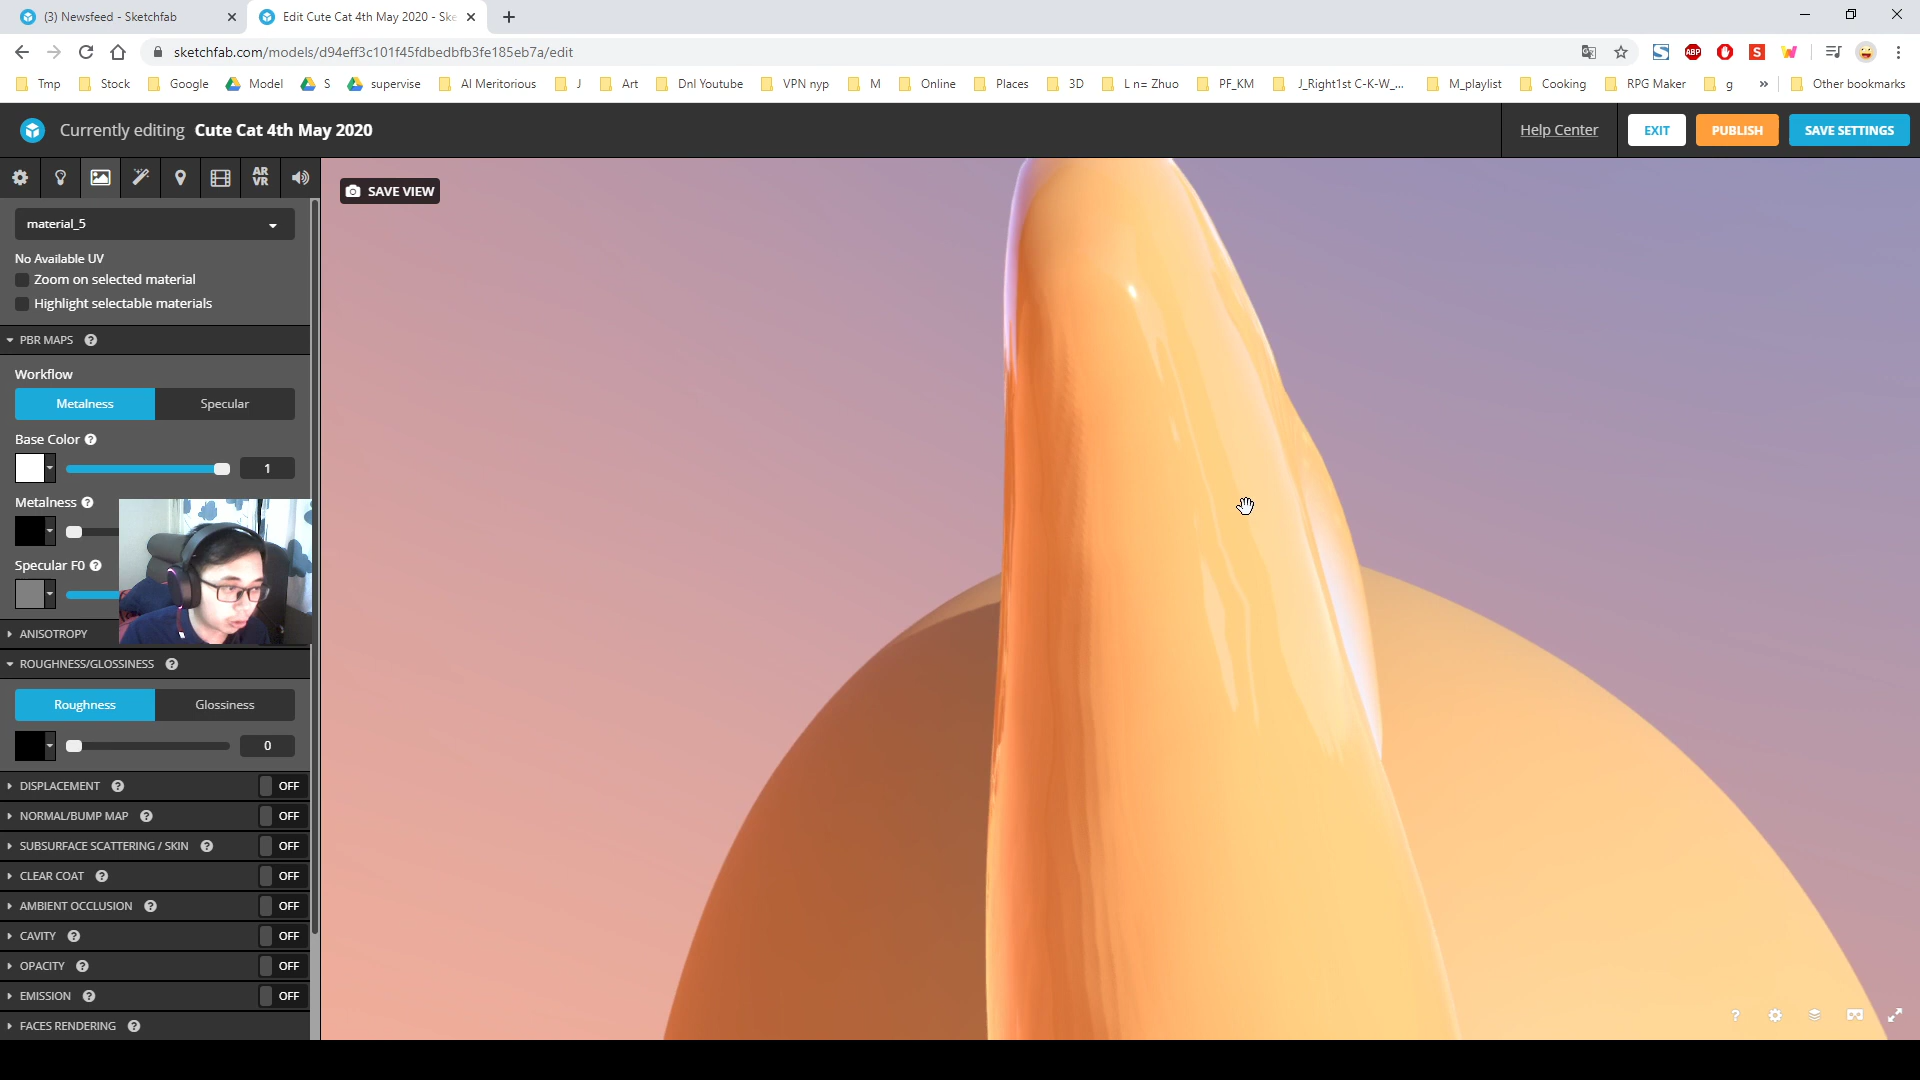 (3) Newsfeed - Sketchfab
Edit Cute Cat 4th May 2020 - Ske
sketchfab.com/models/d94eff3c101f45fdbedbfb3fe185eb7a/edit
ABP
S
Tmp
Stock
Google
Model
S
supervise
AI Meritorious
J
Art
Dnl Youtube
VPN nyp
M
Online
Places
3D
L n= Zhuo
PF_KM
J_Right1st C-K-W_...
M_playlist
Cooking
RPG Maker
g
»
Other bookmarks
Currently editing Cute Cat 4th May 2020
Help Center
EXIT
PUBLISH
SAVE SETTINGS
AR VR
SAVE VIEW
material_5
No Available UV
Zoom on selected material
Highlight selectable materials
PBR MAPS ?
Workflow
Metalness
Specular
Base Color ?
1
Metalness ?
Specular F0 ?
ANISOTROPY
ROUGHNESS/GLOSSINESS ?
Roughness
Glossiness
0
DISPLACEMENT ? OFF
NORMAL/BUMP MAP ? OFF
SUBSURFACE SCATTERING / SKIN ? OFF
CLEAR COAT ? OFF
AMBIENT OCCLUSION ? OFF
CAVITY ? OFF
OPACITY ? OFF
EMISSION ? OFF
FACES RENDERING ?
?